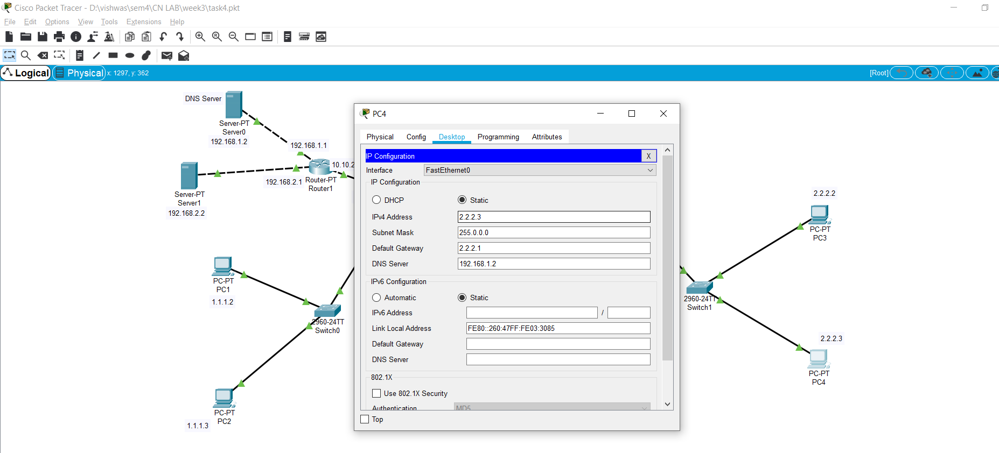 Cisco Packet Tracer - D:\vishwas\sem4\CN LAB\week3\task4.pkt
File Edit Options View Tools Extensions Help
Logical Physical x: 1297, y: 362 [Root]
DNS Server
Server-PT
Server0
192.168.1.2
192.168.1.1
10.10.2
192.168.2.1
Router-PT
Router1
Server-PT
Server1
192.168.2.2
PC-PT
PC1
1.1.1.2
2960-24TT
Switch0
PC-PT
PC2
1.1.1.3
PC4
Physical Config Desktop Programming Attributes
IP Configuration X
Interface FastEthernet0
IP Configuration
DHCP Static
IPv4 Address 2.2.2.3
Subnet Mask 255.0.0.0
Default Gateway 2.2.2.1
DNS Server 192.168.1.2
IPv6 Configuration
Automatic Static
IPv6 Address /
Link Local Address FE80::260:47FF:FE03:3085
Default Gateway
DNS Server
802.1X
Use 802.1X Security
Authentication MD5
Top
2.2.2.2
PC-PT
PC3
2960-24TT
Switch1
2.2.2.3
PC-PT
PC4